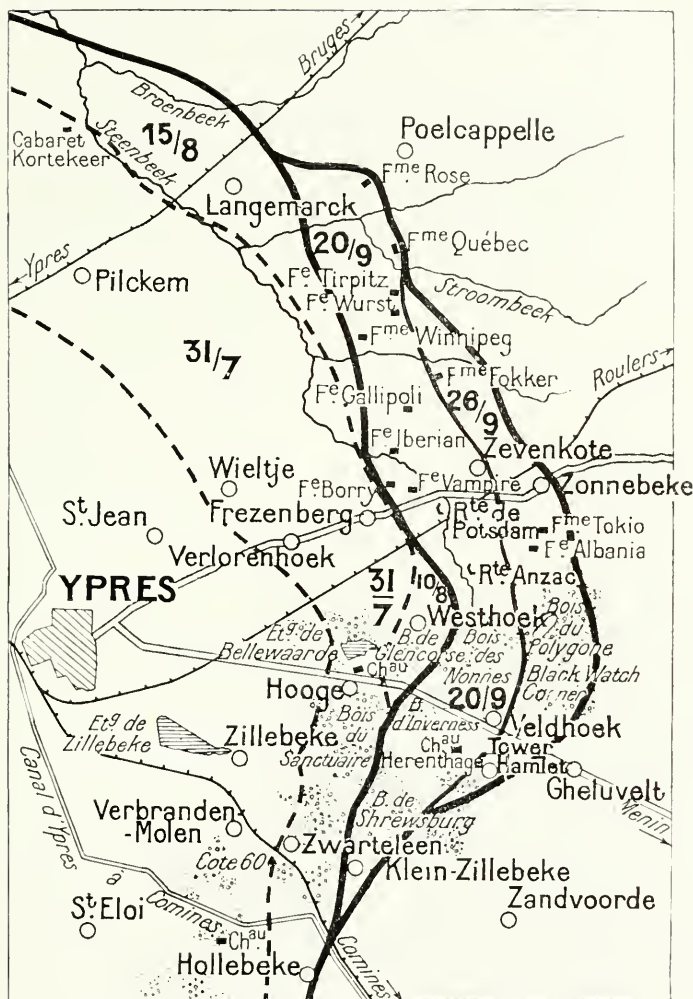 Bruges
Broenbeek
15/8
Cabaret
Kortekeer
Steenbeek
Poelcappelle
Fme Rose
Langemarck
20/9
Fme Québec
Ypres
Pilckem
Fe Tirpitz
Fe Wurst
Stroombeek
Fme Winnipeg
31/7
Fme Fokker
Roulers
Fe Gallipoli
26/9
Fe Iberian
Zevenkote
Wieltje
Fe Borry
Fe Vampire
Zonnebeke
St Jean
Frezenberg
Rte de
Potsdam
Fme Tokio
Verlorenhoek
Fe Albania
YPRES
31
7
10/8
Rte Anzac
Westhoek
Bois
du
Polygone
Etg de
Bellewaarde
B. de
Glencorse
Bois
des
Nonnes
Chau
Black Watch
Corner
Hooge
20/9
Bois
du
Sanctuaire
B.
d'Inverness
Veldhoek
Etg de
Zillebeke
Zillebeke
Chau
Herenthage
Tower
Hamlet
Gheluvelt
Menin
B. de
Shrewsburg
Canal d'Ypres
à
Comines
Verbranden-
-Molen
Cote 60
Zwarteleen
Klein-Zillebeke
Zandvoorde
St Eloi
Chau
Comines
Hollebeke